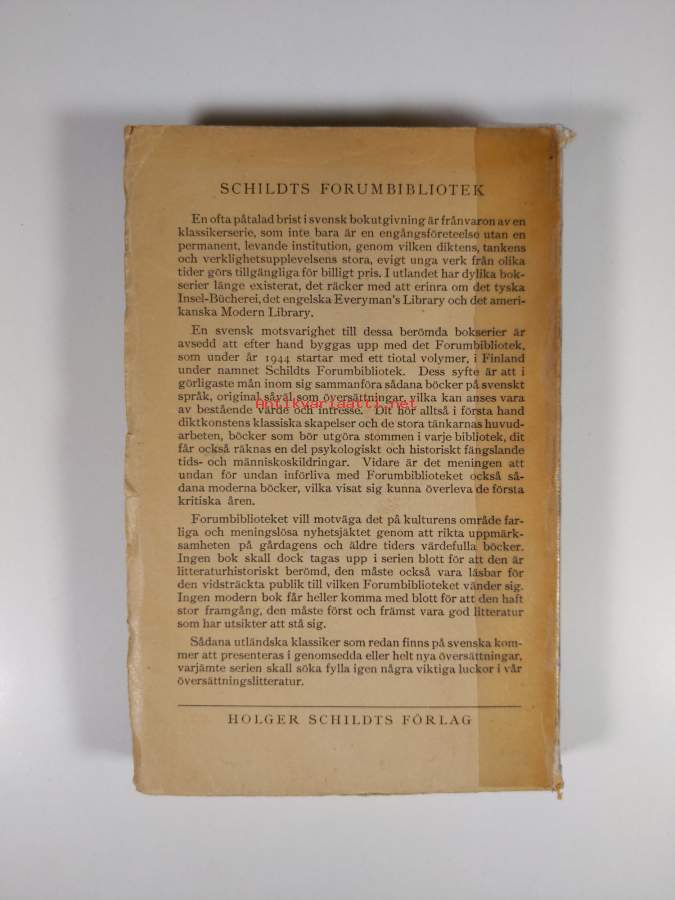 SCHILDTS FORUMBIBLIOTEK
En ofta påtalad brist i svensk bokutgivning är frånvaron av en
klassikerserie, som inte bara är en engångsföreteelse utan en
permanent, levande institution, genom vilken diktens, tankens
och verklighetsupplevelsens stora, evigt unga verk från olika
tider görs tillgängliga för billigt pris. I utlandet har dylika bok-
serier länge existerat, det räcker med att erinra om det tyska
Insel-Bücherei, det engelska Everyman's Library och det ameri-
kanska Modern Library.
En svensk motsvarighet till dessa berömda bokserier är
avsedd att efter hand byggas upp med det Forumbibliotek,
som under år 1944 startar med ett tiotal volymer, i Finland
under namnet Schildts Forumbibliotek. Dess syfte är att i
görligaste mån inom sig sammanföra sådana böcker på svenskt
språk, original såväl som översättningar, vilka kan anses vara
Antikvariaatti.net
av bestående värde och intresse. Dit hör alltså i första hand
diktkonstens klassiska skapelser och de stora tänkarnas huvud-
arbeten, böcker som bör utgöra stommen i varje bibliotek, dit
får också räknas en del psykologiskt och historiskt fängslande
tids- och människoskildringar. Vidare är det meningen att
undan för undan införliva med Forumbiblioteket också så-
dana moderna böcker, vilka visat sig kunna överleva de första
kritiska åren.
Forumbiblioteket vill motväga det på kulturens område far-
liga och meningslösa nyhetsjäktet genom att rikta uppmärk-
samheten på gårdagens och äldre tiders värdefulla böcker.
Ingen bok skall dock tagas upp i serien blott för att den är
litteraturhistoriskt berömd, den måste också vara läsbar för
den vidsträckta publik till vilken Forumbiblioteket vänder sig.
Ingen modern bok får heller komma med blott för att den haft
stor framgång, den måste först och främst vara god litteratur
som har utsikter att stå sig.
Sådana utländska klassiker som redan finns på svenska kom-
mer att presenteras i genomsedda eller helt nya översättningar,
varjämte serien skall söka fylla igen några viktiga luckor i vår
översättningslitteratur.
HOLGER SCHILDTS FÖRLAG